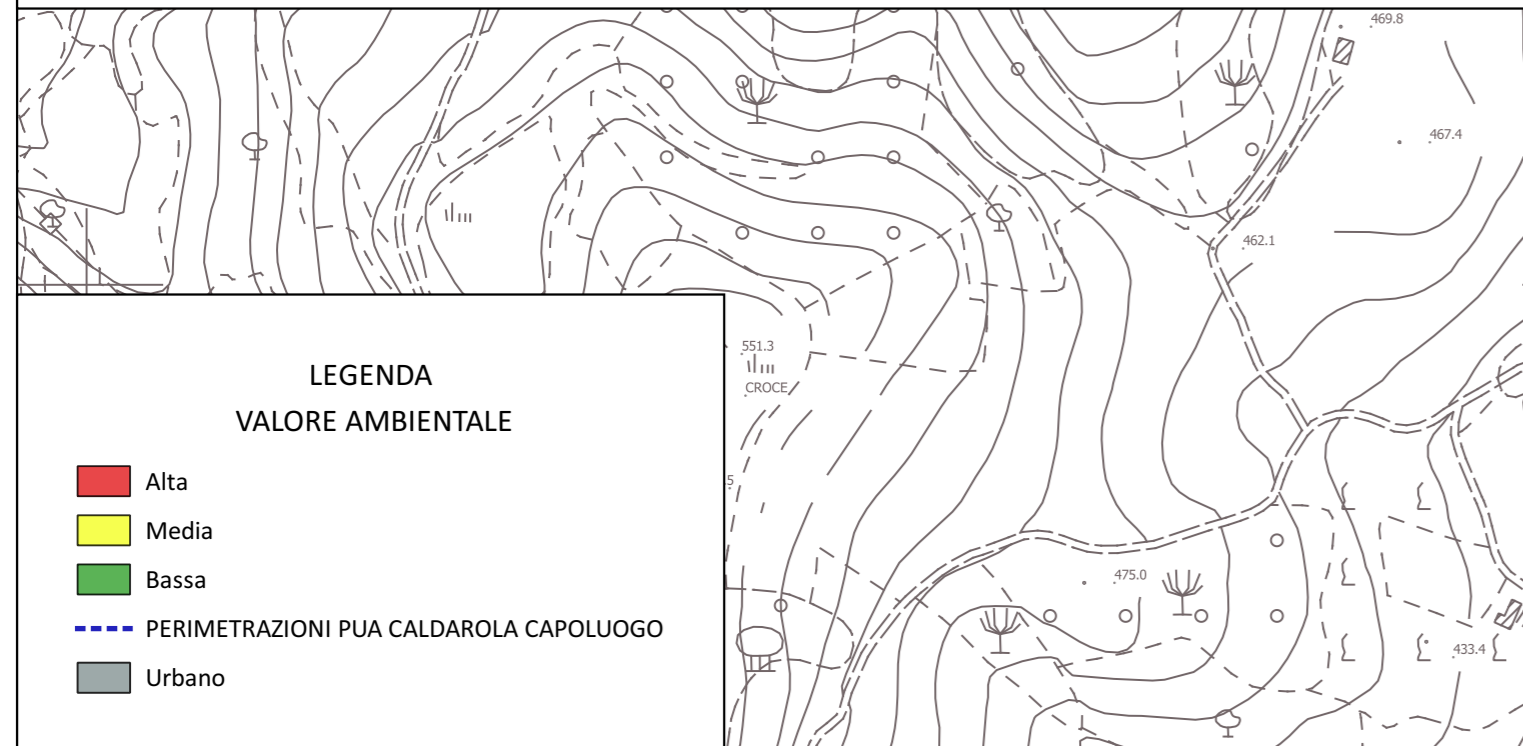 469.8
467.4
462.1
551.3
CROCE
5
475.0
433.4
LEGENDA
VALORE AMBIENTALE
Alta
Media
Bassa
PERIMETRAZIONI PUA CALDAROLA CAPOLUOGO
Urbano